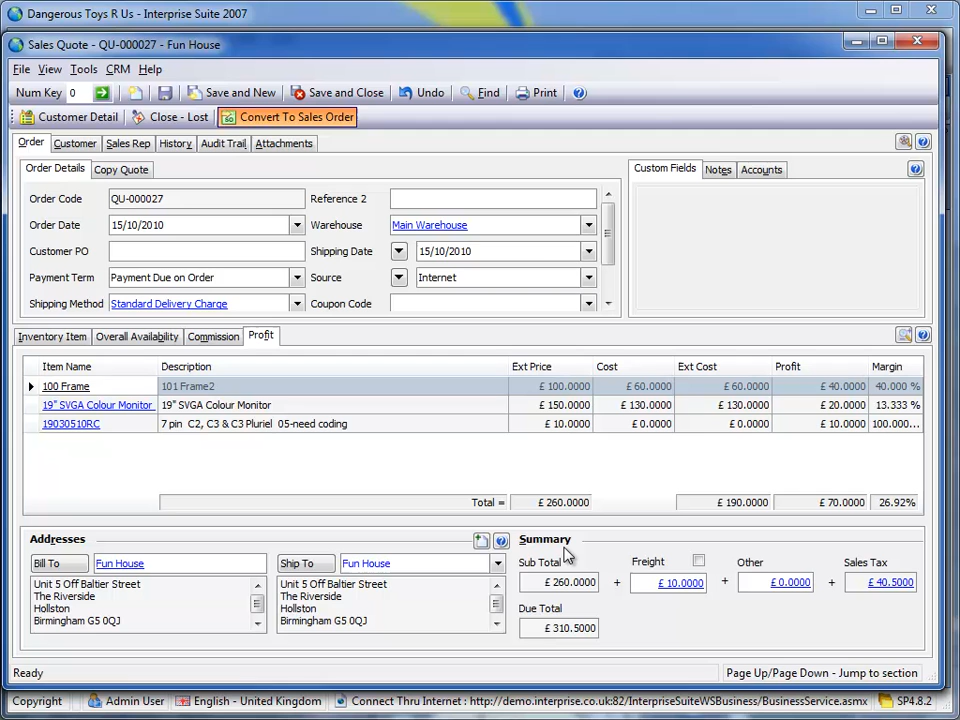 Dangerous Toys R Us - Interprise Suite 2007
Sales Quote - QU-000027 - Fun House
File View Tools CRM Help
Num Key 0 Save and New Save and Close Undo Find Print
Customer Detail Close - Lost Convert To Sales Order
Order Customer Sales Rep History Audit Trail Attachments
Order Details Copy Quote Custom Fields Notes Accounts
Order Code QU-000027 Reference 2
Order Date 15/10/2010 Warehouse Main Warehouse
Customer PO Shipping Date 15/10/2010
Payment Term Payment Due on Order Source Internet
Shipping Method Standard Delivery Charge Coupon Code
Inventory Item Overall Availability Commission Profit
Item Name Description Ext Price Cost Ext Cost Profit Margin
100 Frame 101 Frame2 £ 100.0000 £ 60.0000 £ 60.0000 £ 40.0000 40.000 %
19" SVGA Colour Monitor 19" SVGA Colour Monitor £ 150.0000 £ 130.0000 £ 130.0000 £ 20.0000 13.333 %
19030510RC 7 pin C2, C3 & C3 Pluriel 05-need coding £ 10.0000 £ 0.0000 £ 0.0000 £ 10.0000 100.000...
Total = £ 260.0000 £ 190.0000 £ 70.0000 26.92%
Addresses Summary
Bill To Fun House Ship To Fun House Sub Total Freight Other Sales Tax
£ 260.0000 + £ 10.0000 + £ 0.0000 + £ 40.5000
Unit 5 Off Baltier Street Unit 5 Off Baltier Street
The Riverside The Riverside
Hollston Hollston Due Total
Birmingham G5 0QJ Birmingham G5 0QJ £ 310.5000
Ready Page Up/Page Down - Jump to section
Copyright Admin User English - United Kingdom Connect Thru Internet : http://demo.interprise.co.uk:82/InterpriseSuiteWSBusiness/BusinessService.asmx SP4.8.2